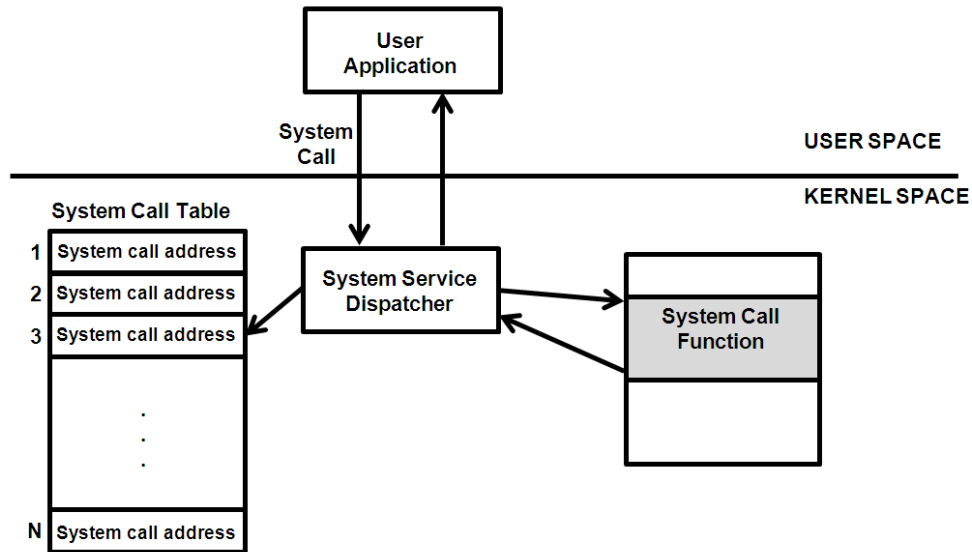 User
Application
System
Call
USER SPACE
KERNEL SPACE
System Call Table
1 System call address
2 System call address
3 System call address
.
.
.
N System call address
System Service
Dispatcher
System Call
Function